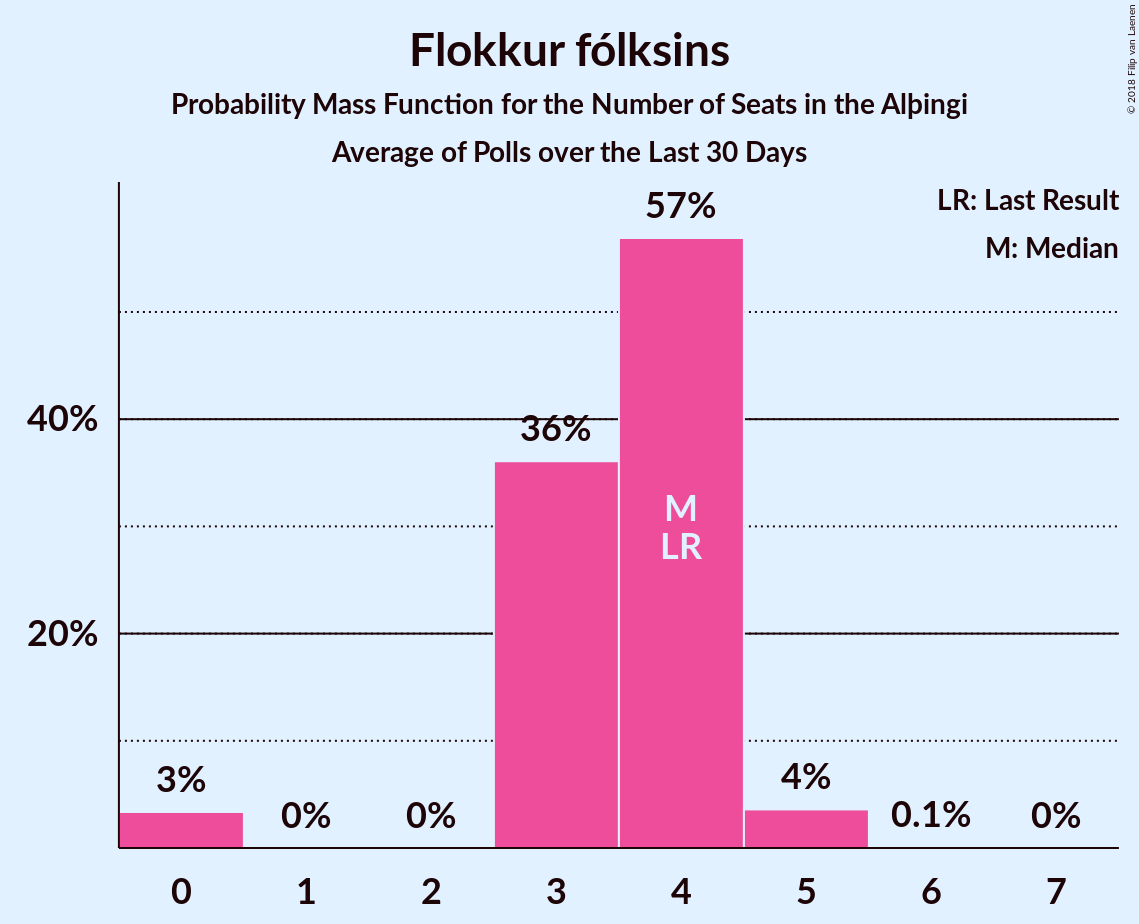 Flokkur fólksins
Probability Mass Function for the Number of Seats in the Alþingi
Average of Polls over the Last 30 Days
© 2018 Filip van Laenen
LR: Last Result
M: Median
57%
40%
36%
M
LR
20%
3%
0%
0%
4%
0.1%
0%
0
1
2
3
4
5
6
7